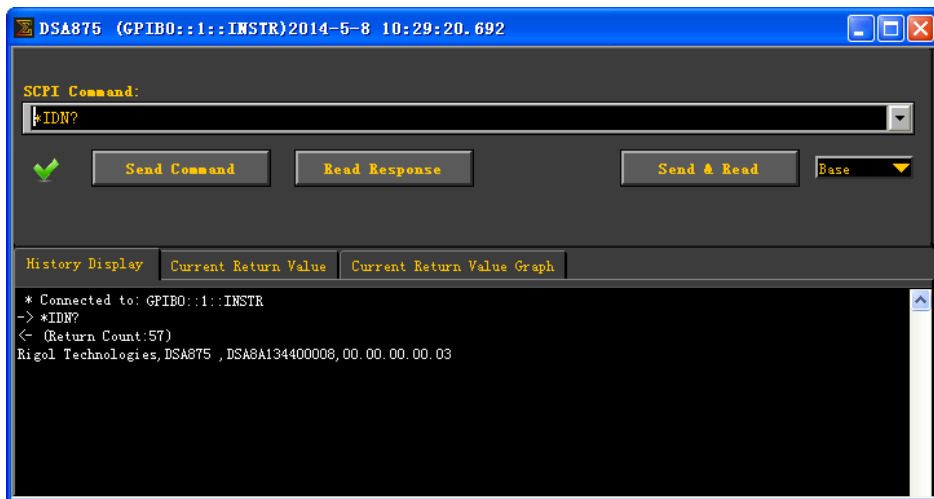 DSA875 (GPIB0::1::INSTR)2014-5-8 10:29:20.692
SCPI Command:
*IDN?
Send Command Read Response Send & Read Base
History Display Current Return Value Current Return Value Graph
* Connected to: GPIB0::1::INSTR
-> *IDN?
<- (Return Count:57)
Rigol Technologies,DSA875 ,DSA8A134400008,00.00.00.00.03